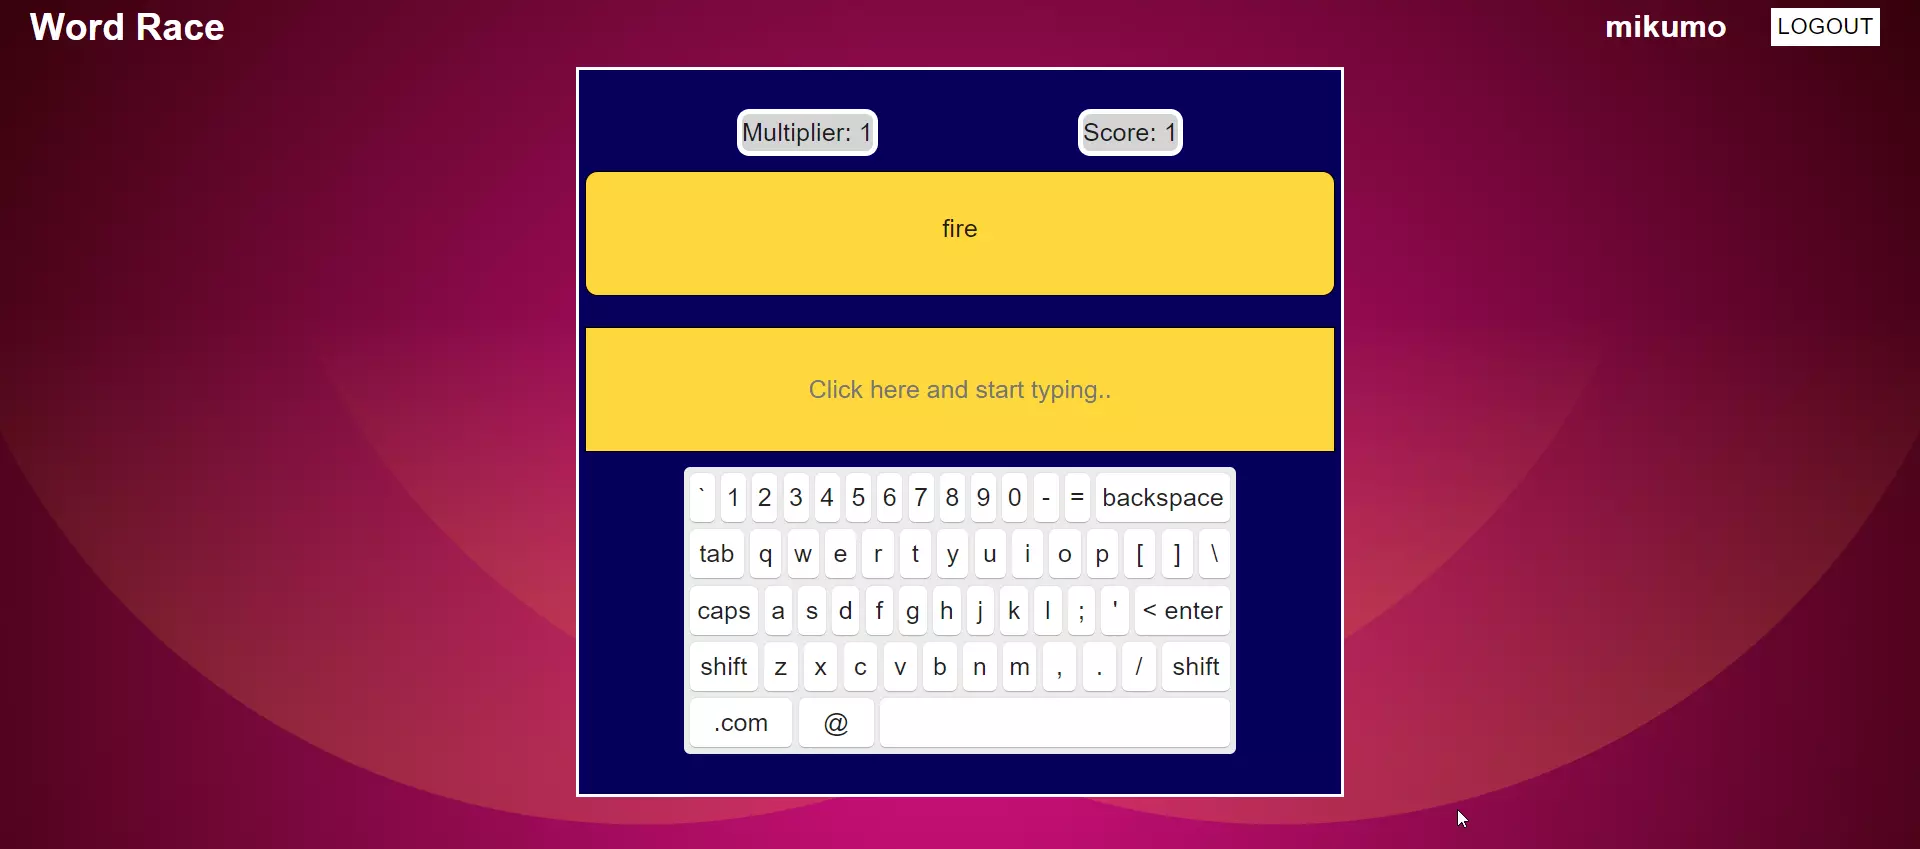 Word Race
mikumo
LOGOUT
Multiplier: 1
Score: 1
fire
Click here and start typing..
` 1 2 3 4 5 6 7 8 9 0 - = backspace
tab q w e r t y u i o p [ ] \
caps a s d f g h j k l ; ' < enter
shift z x c v b n m , . / shift
.com @